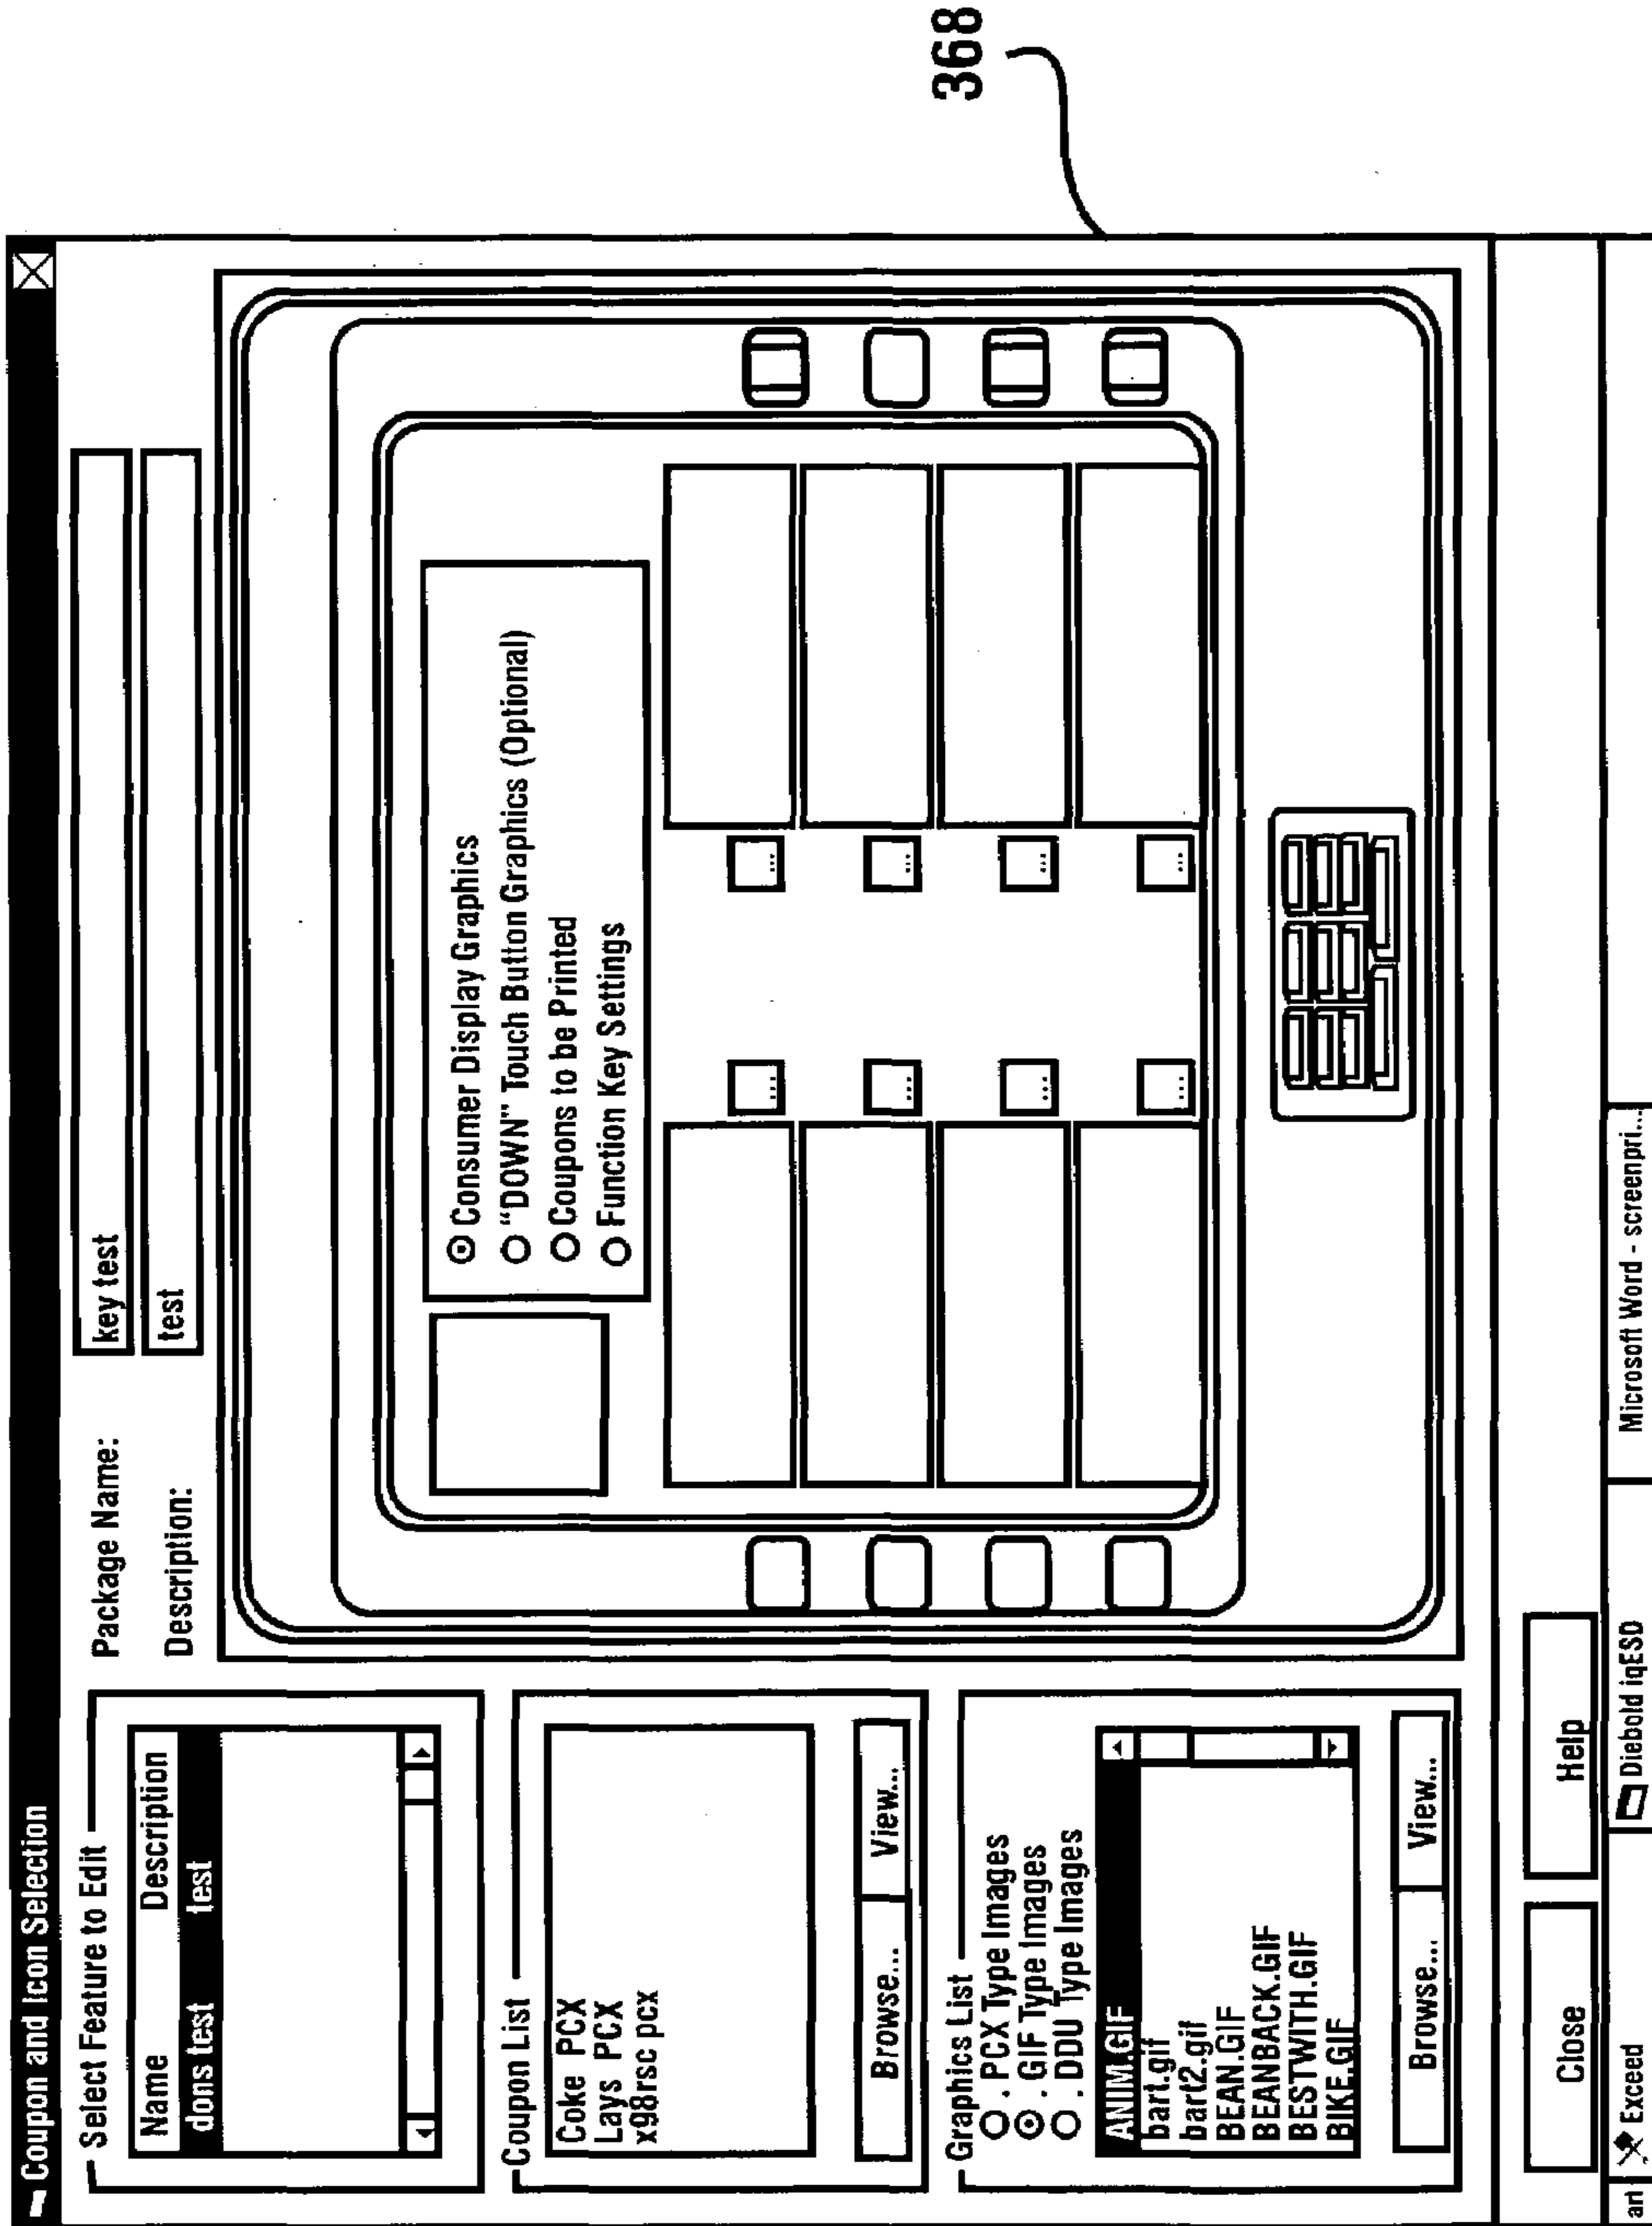 Coupon and Icon Selection
Select Feature to Edit
Name Description
dons test test
Package Name: key test
Description: test
Coupon List
Coke PCX
Lays PCX
x98rsc pcx
Browse... View...
Graphics List
. PCX Type Images
. GIF Type Images
. DDU Type Images
ANIM.GIF
bart.gif
bart2.gif
BEAN.GIF
BEANBACK.GIF
BESTWITH.GIF
BIKE.GIF
Browse... View...
Consumer Display Graphics
"DOWN" Touch Button Graphics (Optional)
Coupons to be Printed
Function Key Settings
... ...
... ...
... ...
... ...
Close Help
art Exceed Diebold iqESD Microsoft Word - screenpri...
368